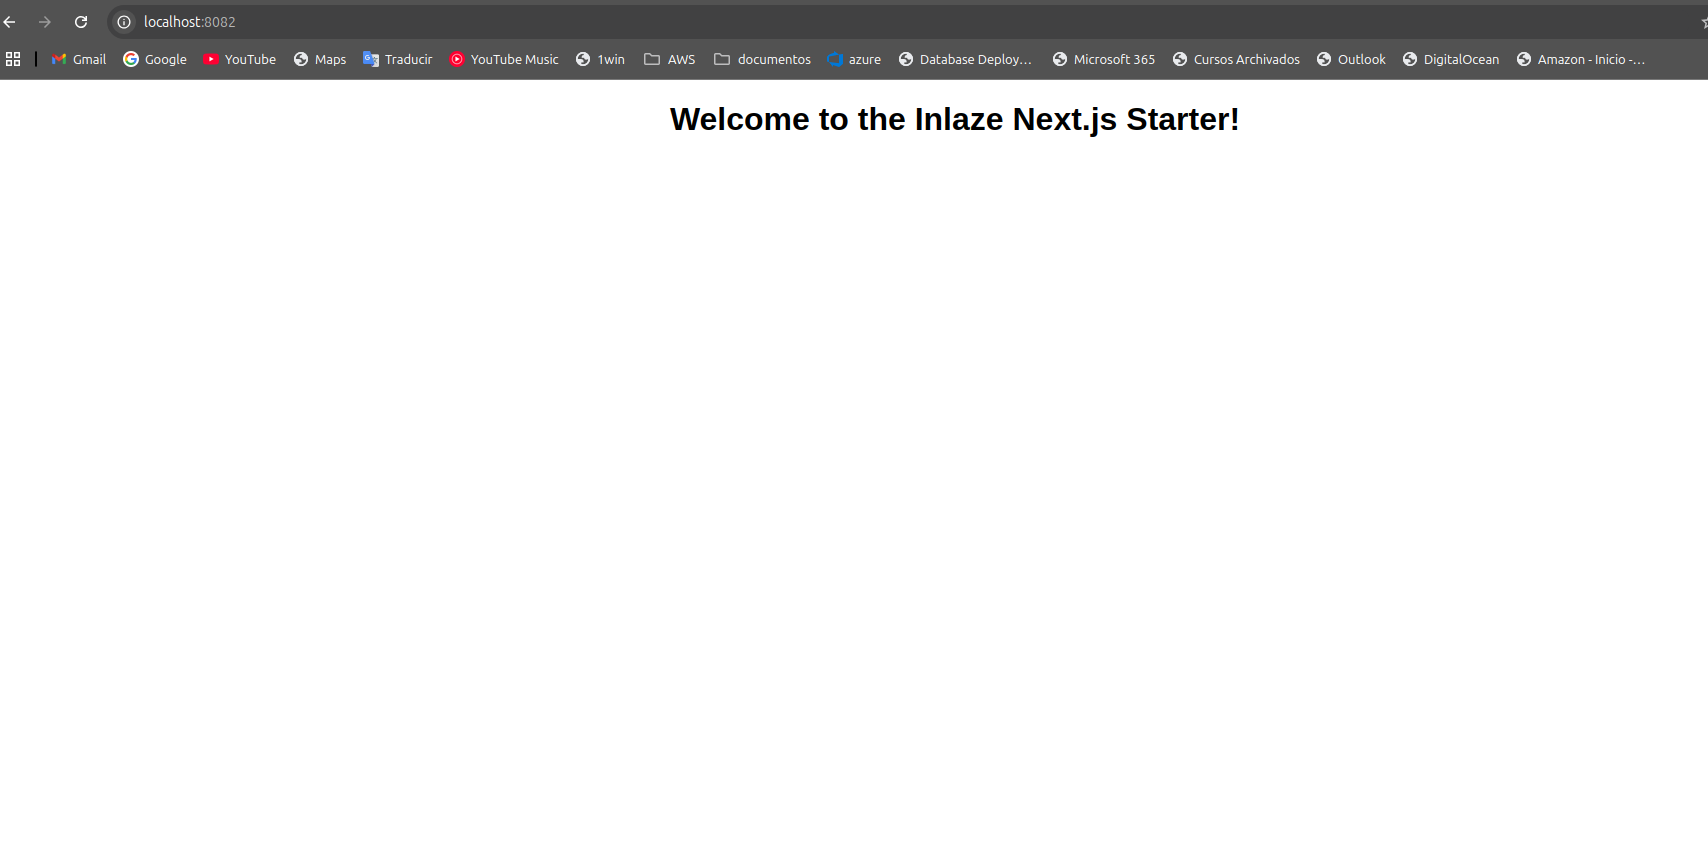 localhost:8082
Gmail Google YouTube Maps Traducir YouTube Music 1win AWS documentos azure Database Deploy… Microsoft 365 Cursos Archivados Outlook DigitalOcean Amazon - Inicio -…
Welcome to the Inlaze Next.js Starter!